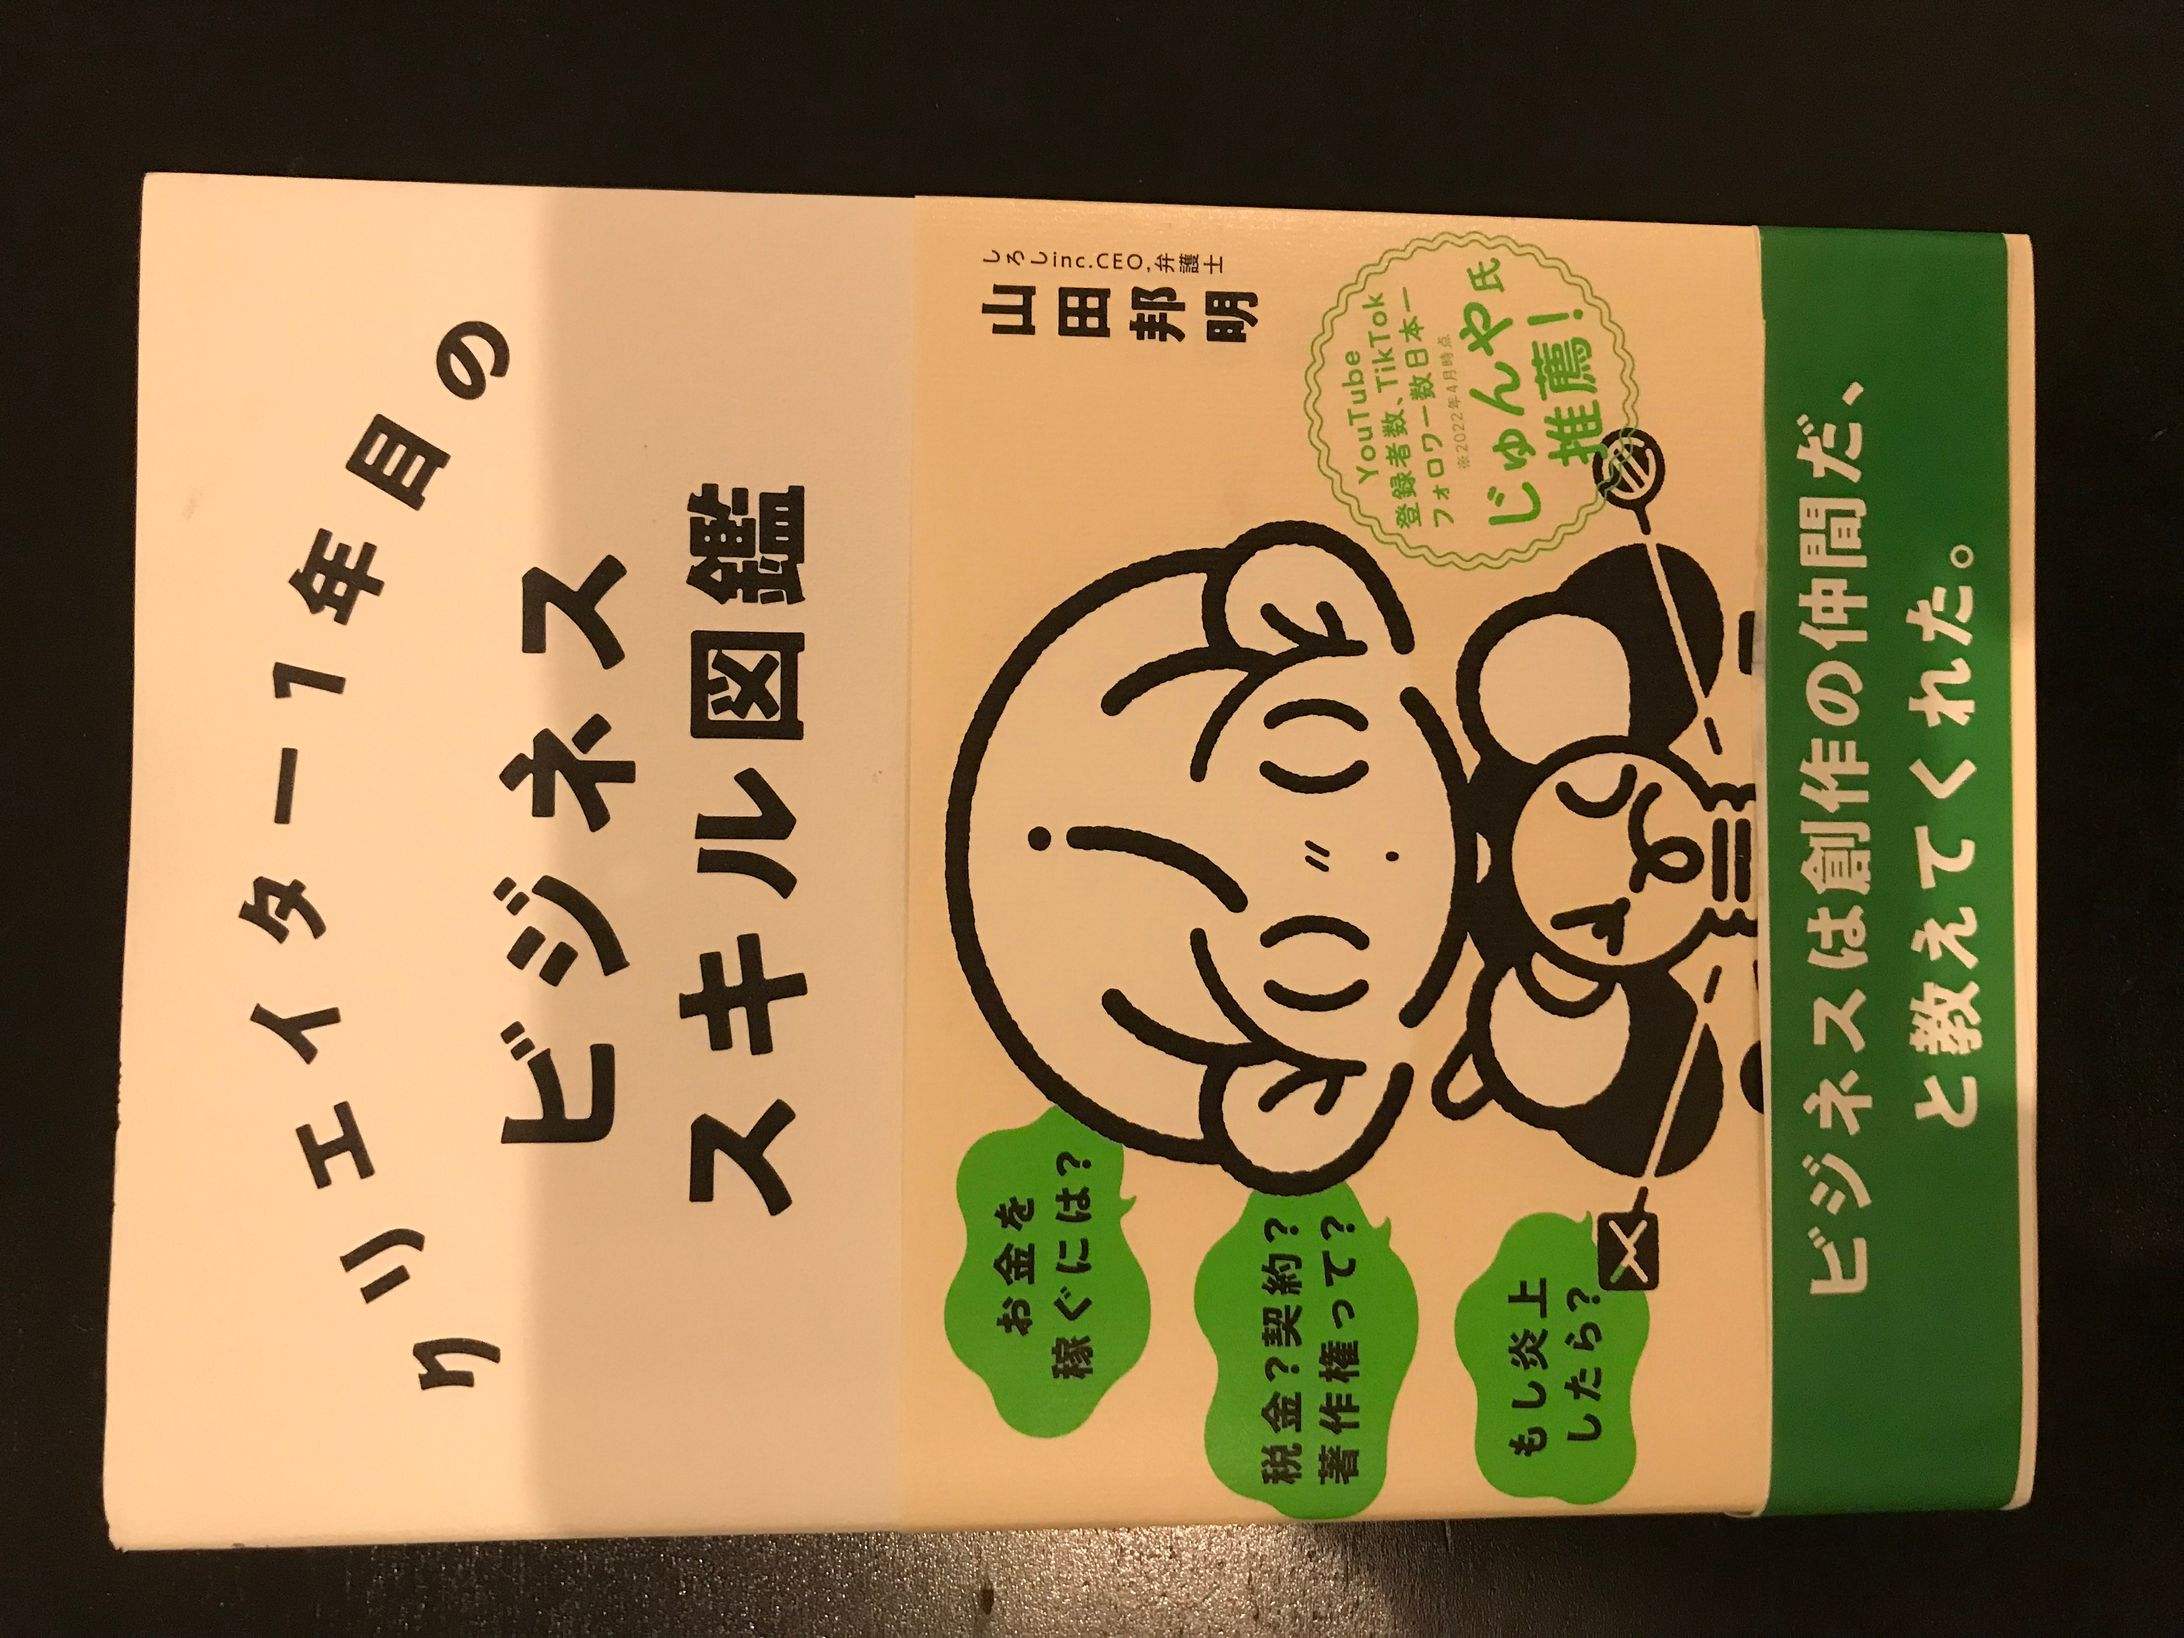 クリエイター1年目の
ビジネス
スキル図鑑
しろしinc.CEO,弁護士
山田邦明
YouTube
登録者数、TikTok
フォロワー数日本一
※2022年4月時点
じゅんや氏
推薦!
お金を
稼ぐには?
税金?契約?
著作権って?
もし炎上
したら?
ビジネスは創作の仲間だ、
と教えてくれた。